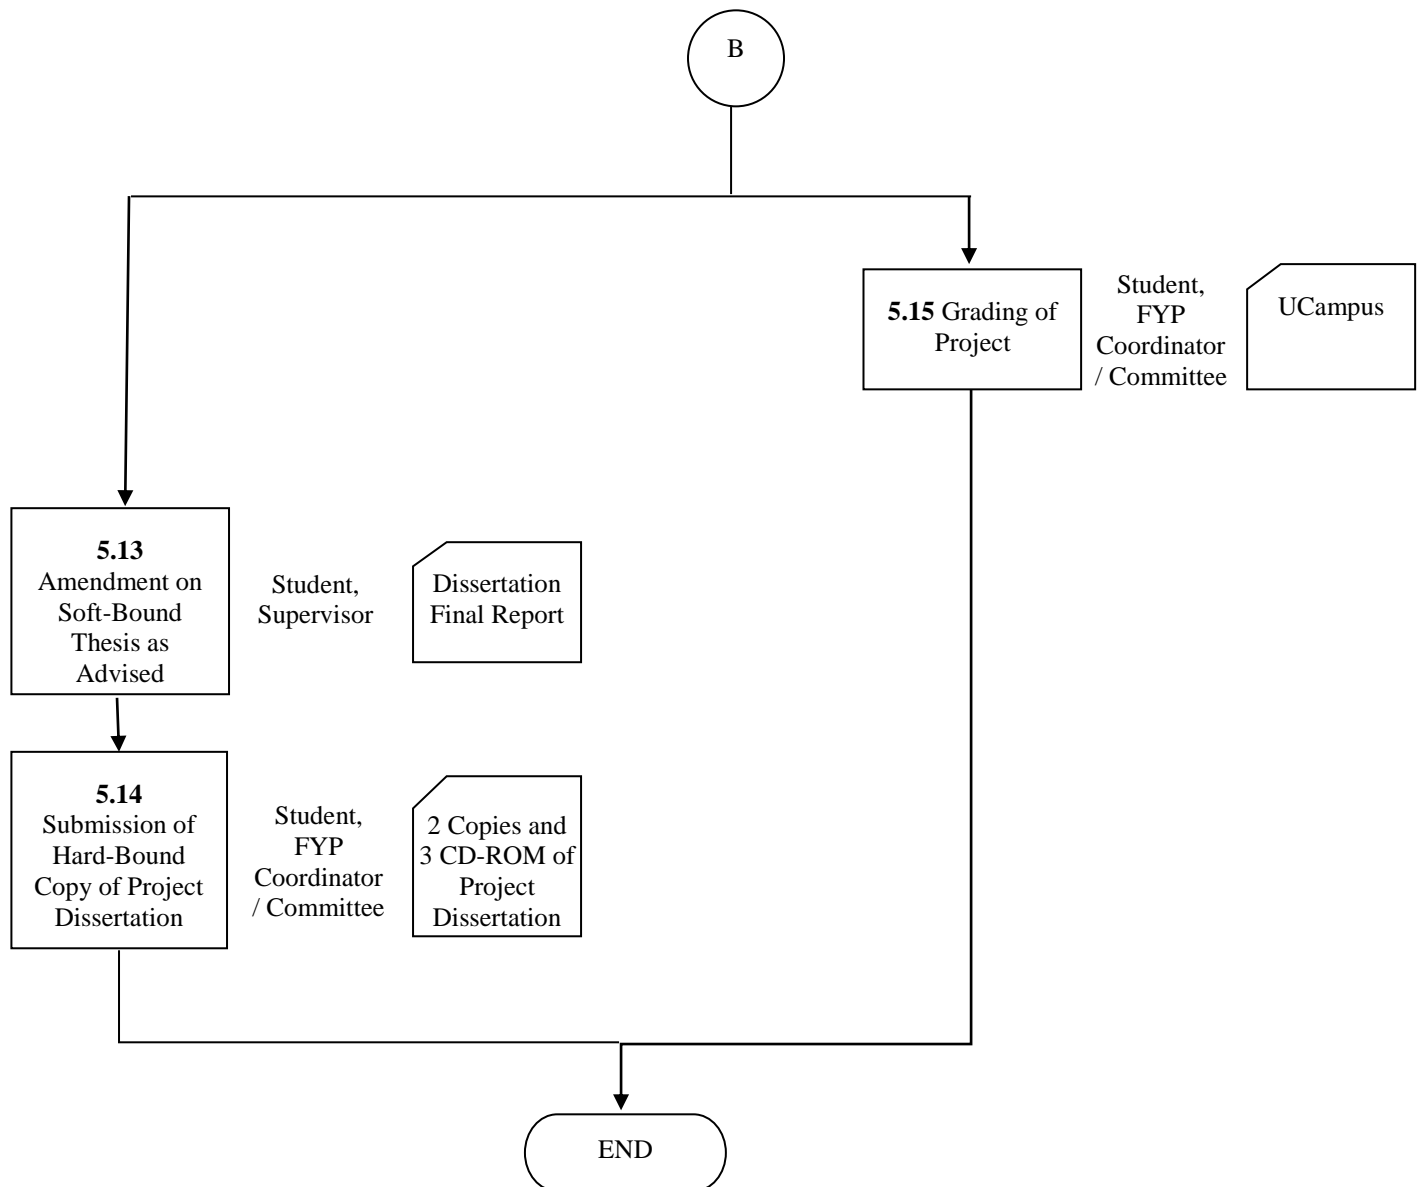 B
5.15 Grading of
Project
Student,
FYP
Coordinator
/ Committee
UCampus
5.13
Amendment on
Soft-Bound
Thesis as
Advised
Student,
Supervisor
Dissertation
Final Report
5.14
Submission of
Hard-Bound
Copy of Project
Dissertation
Student,
FYP
Coordinator
/ Committee
2 Copies and
3 CD-ROM of
Project
Dissertation
END